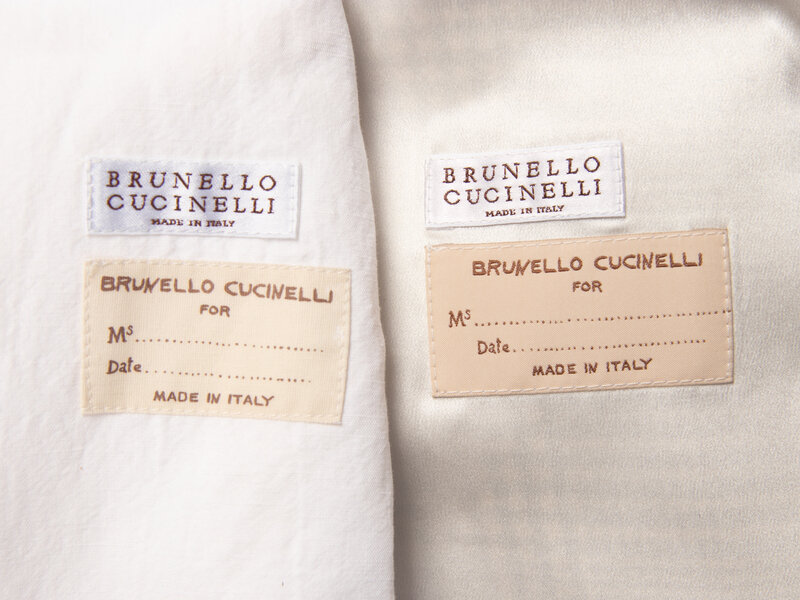 BRUNELLO
CUCINELLI
MADE IN ITALY
BRUNELLO CUCINELLI
FOR
Ms..............................
Date..............................
MADE IN ITALY
BRUNELLO
CUCINELLI
MADE IN ITALY
BRUNELLO CUCINELLI
FOR
Ms..............................
Date..............................
MADE IN ITALY